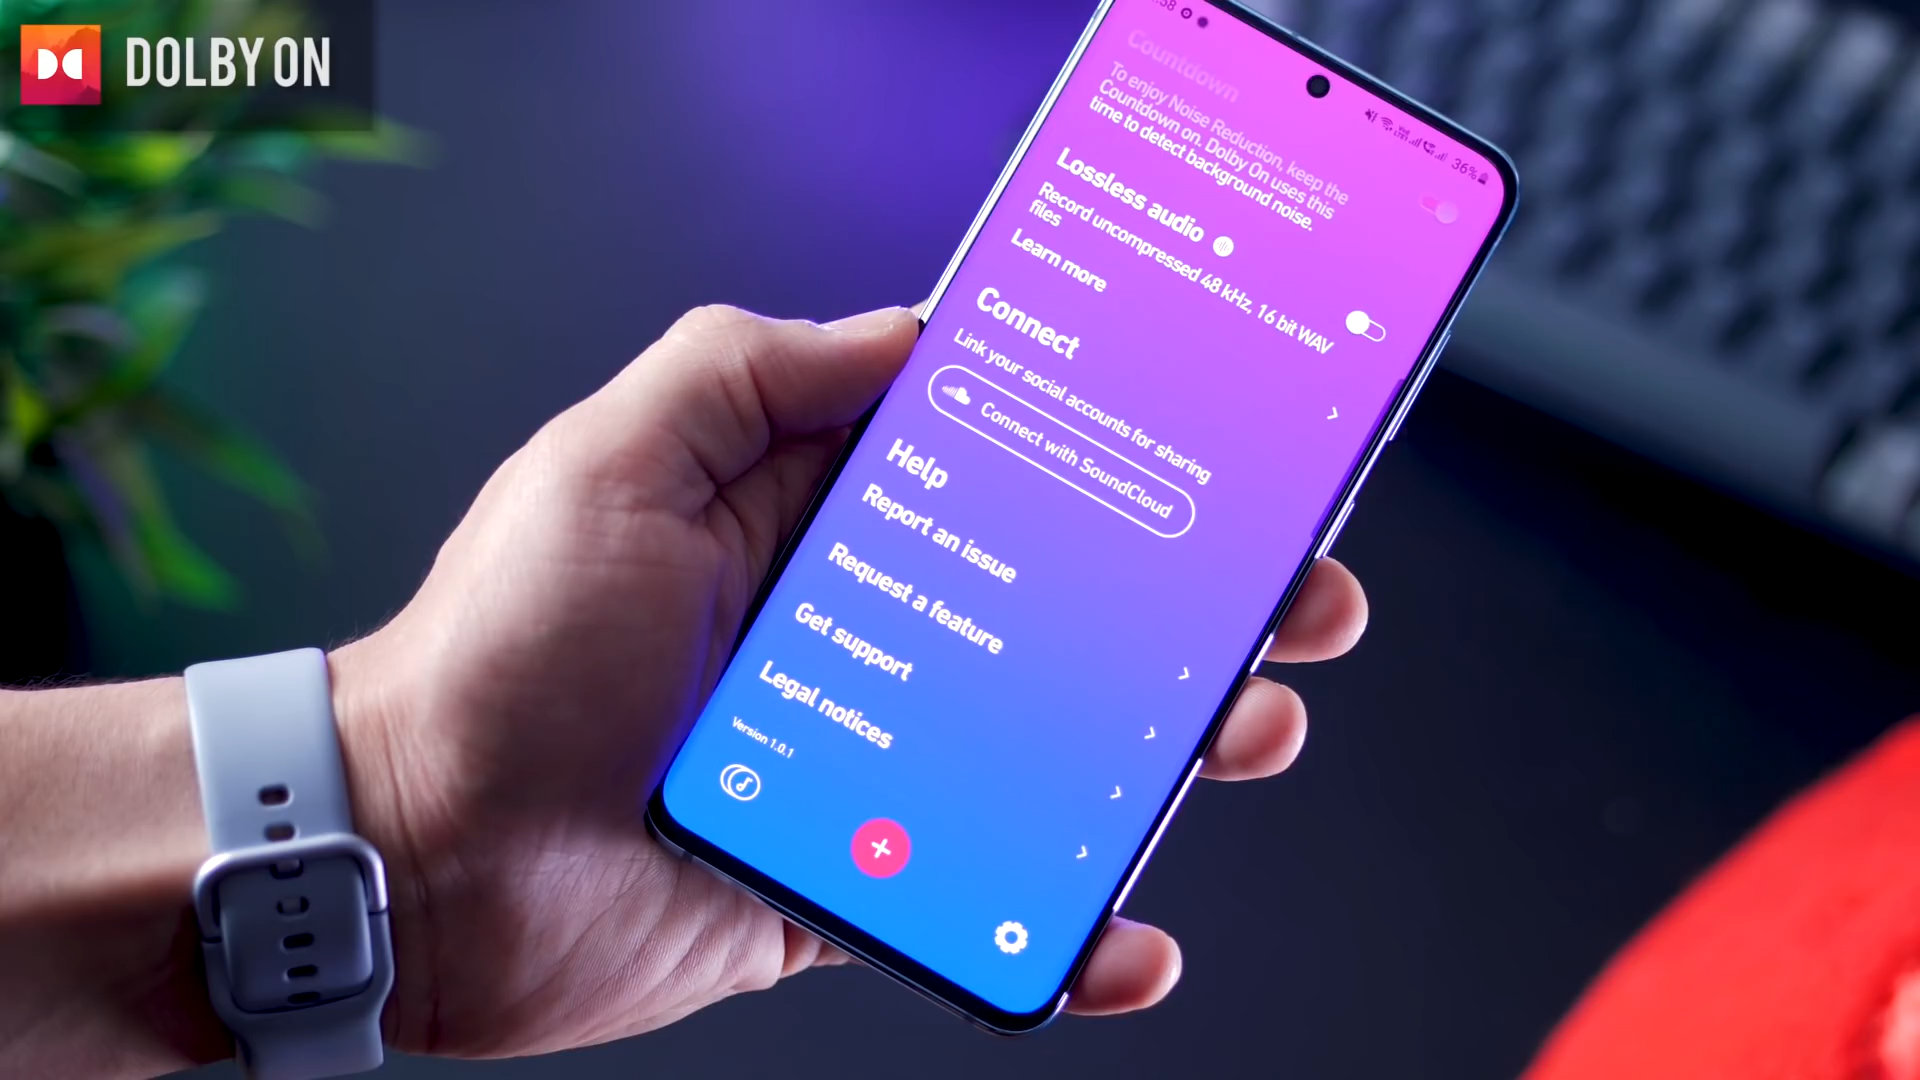 DOLBY ON
:58
36%
Countdown
To enjoy Noise Reduction, keep the
Countdown on. Dolby On uses this
time to detect background noise.
Lossless audio
Record uncompressed 48 kHz, 16 bit WAV
files
Learn more
Connect
Link your social accounts for sharing
Connect with SoundCloud
Help
Report an issue
Request a feature
Get support
Legal notices
Version 1.0.1